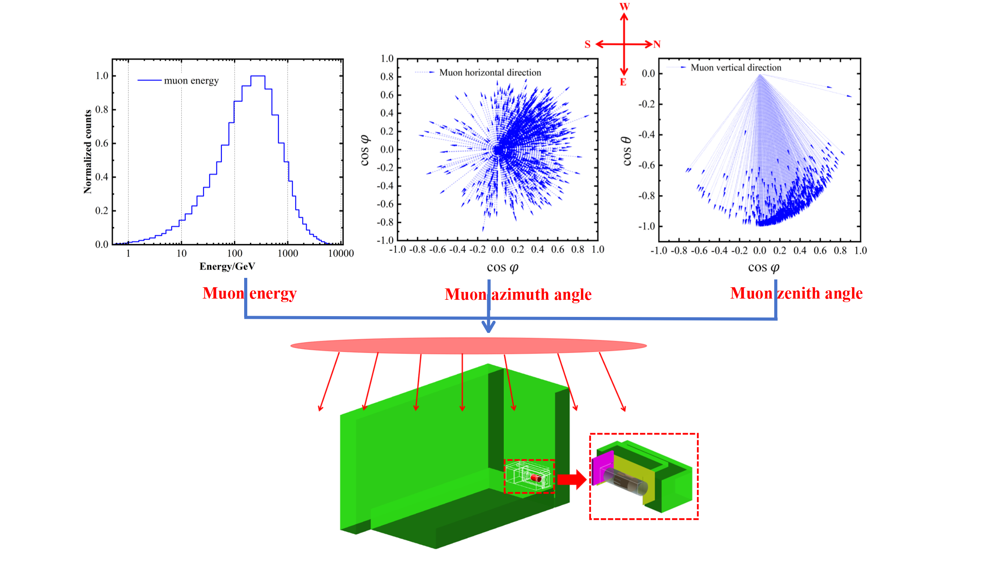 W
S
N
E
1.0
0.8
0.6
0.4
0.2
0.0
muon energy
Normalized counts
1
10
100
1000
10000
Energy/GeV
1.0
0.8
0.6
0.4
0.2
0.0
-0.2
-0.4
-0.6
-0.8
-1.0
Muon horizontal direction
cos φ
-1.0 -0.8 -0.6 -0.4 -0.2 0.0 0.2 0.4 0.6 0.8 1.0
cos φ
0.0
-0.2
-0.4
-0.6
-0.8
-1.0
Muon vertical direction
cos θ
-1.0 -0.8 -0.6 -0.4 -0.2 0.0 0.2 0.4 0.6 0.8 1.0
cos φ
Muon energy
Muon azimuth angle
Muon zenith angle